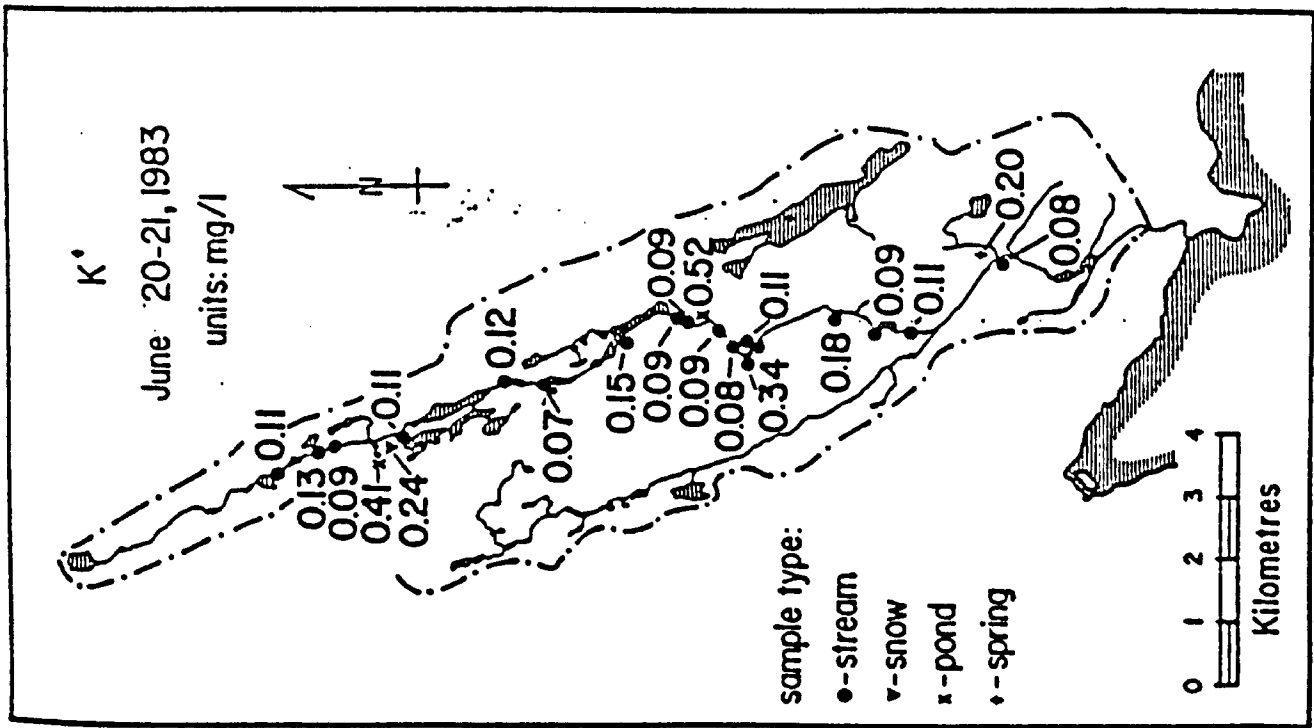 K⁺
June 20-21, 1983
units: mg/l
N
0.11
0.13
0.09
0.41
0.24
0.11
0.12
0.07
0.15
0.09
0.09
0.52
0.09
0.08
0.11
0.34
0.18
0.09
0.11
0.20
0.08
sample type:
●-stream
▾-snow
x-pond
+-spring
0 1 2 3 4
Kilometres